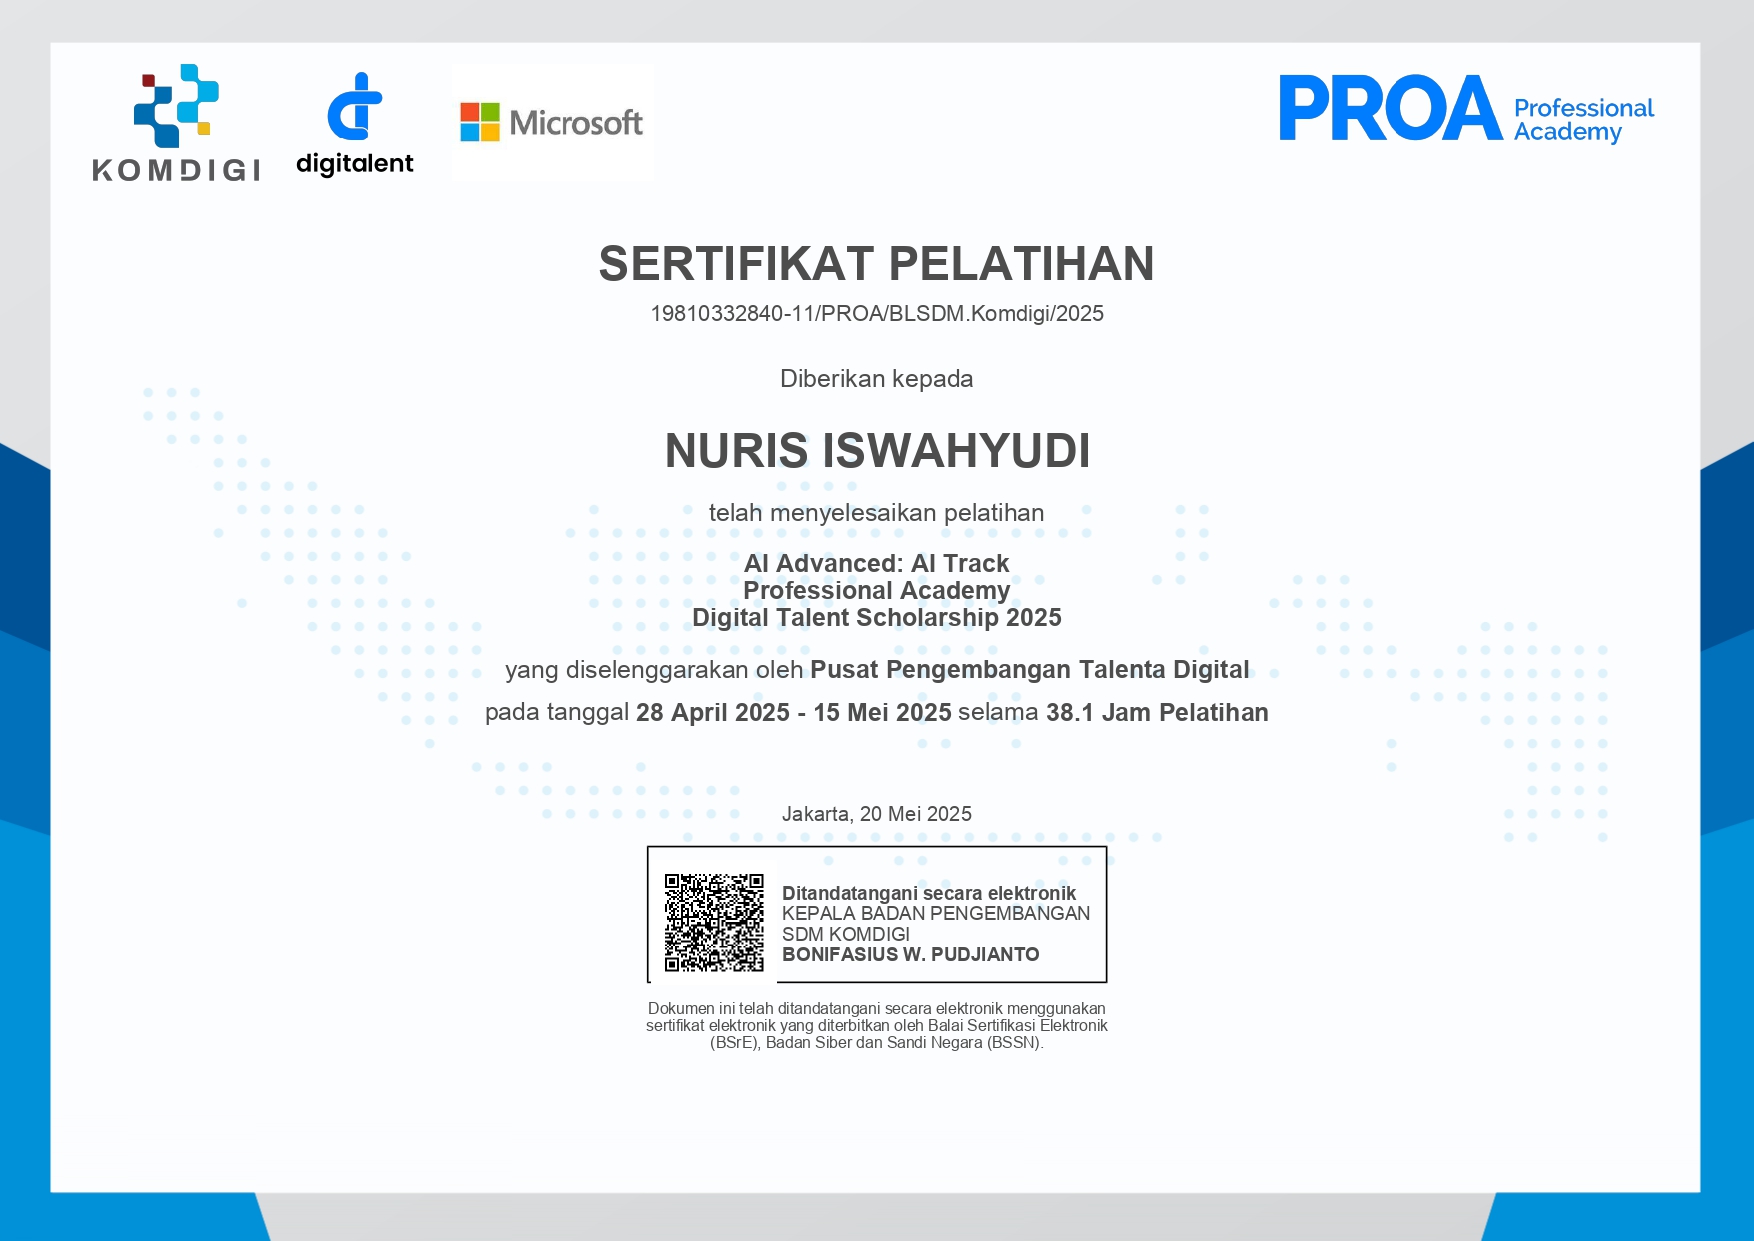 KOMDIGI
digitalent
Microsoft
PROA Professional
Academy
SERTIFIKAT PELATIHAN
19810332840-11/PROA/BLSDM.Komdigi/2025
Diberikan kepada
NURIS ISWAHYUDI
telah menyelesaikan pelatihan
AI Advanced: AI Track
Professional Academy
Digital Talent Scholarship 2025
yang diselenggarakan oleh Pusat Pengembangan Talenta Digital
pada tanggal 28 April 2025 - 15 Mei 2025 selama 38.1 Jam Pelatihan
Jakarta, 20 Mei 2025
Ditandatangani secara elektronik
KEPALA BADAN PENGEMBANGAN
SDM KOMDIGI
BONIFASIUS W. PUDJIANTO
Dokumen ini telah ditandatangani secara elektronik menggunakan
sertifikat elektronik yang diterbitkan oleh Balai Sertifikasi Elektronik
(BSrE), Badan Siber dan Sandi Negara (BSSN).